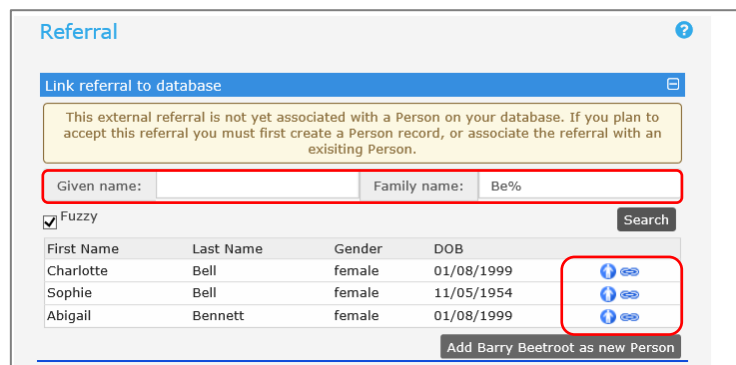 Referral ?
Link referral to database
This external referral is not yet associated with a Person on your database. If you plan to
accept this referral you must first create a Person record, or associate the referral with an
exisiting Person.
Given name: Family name: Be%
Fuzzy Search
First Name Last Name Gender DOB
Charlotte Bell female 01/08/1999
Sophie Bell female 11/05/1954
Abigail Bennett female 01/08/1999
Add Barry Beetroot as new Person